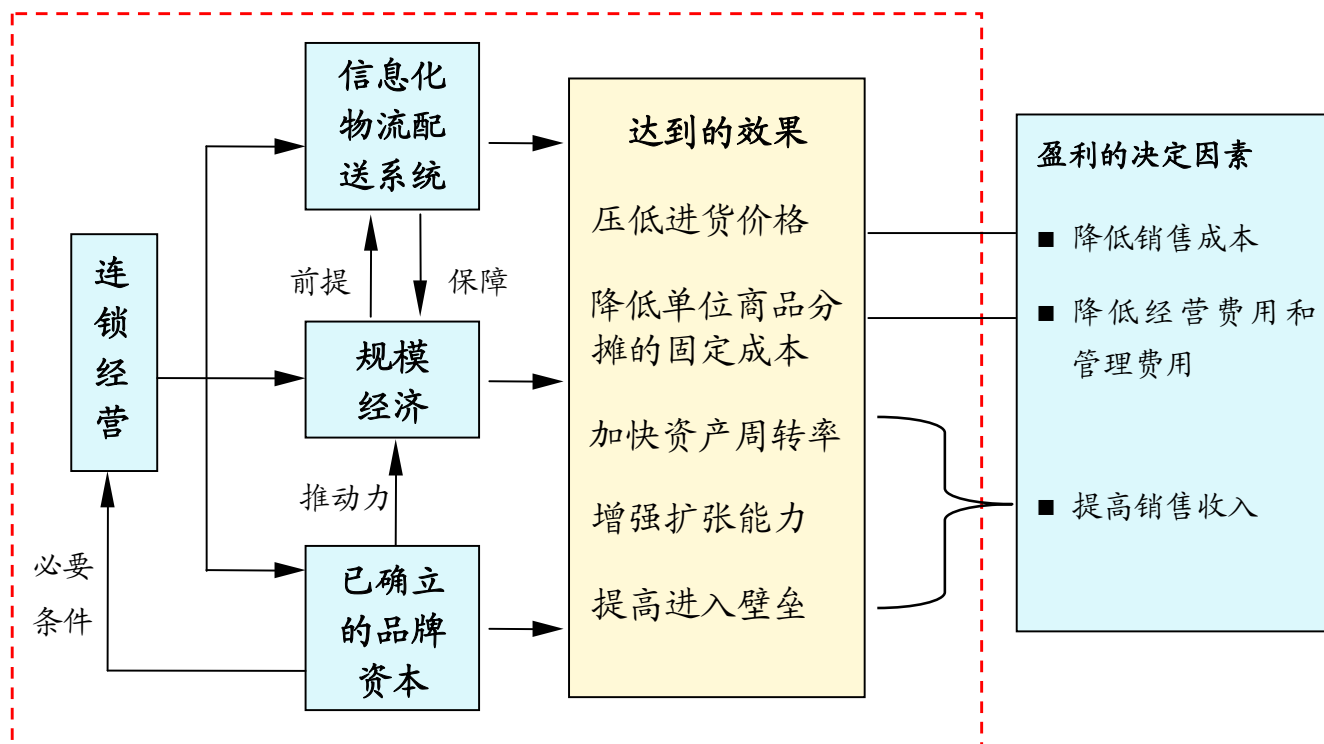 信息化
物流配
送系统
前提
保障
连
锁
经
营
规模
经济
推动力
必要
条件
已确立
的品牌
资本
达到的效果
压低进货价格
降低单位商品分
摊的固定成本
加快资产周转率
增强扩张能力
提高进入壁垒
盈利的决定因素
■ 降低销售成本
■ 降低经营费用和
管理费用
■ 提高销售收入